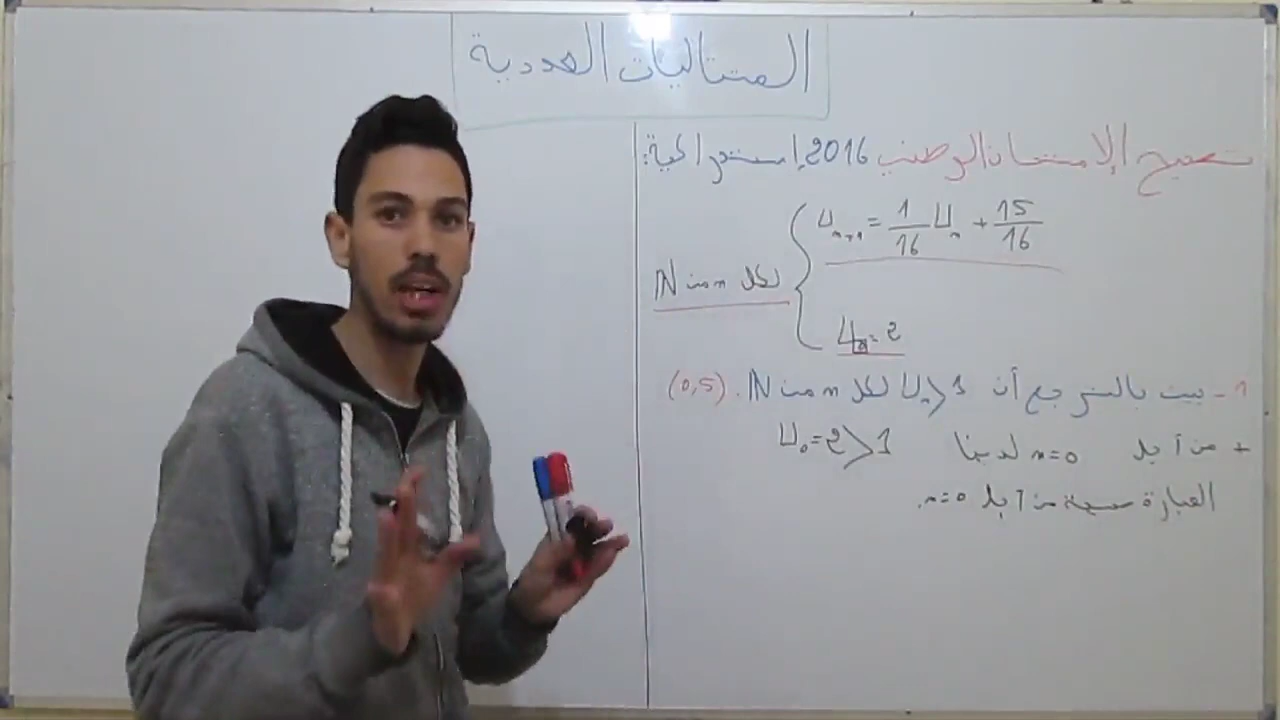 المتتاليات العددية
تصحيح الإمتحان الوطني 2016 إستدراكية:
لكل n من ℕ { Uₙ₊₁ = 1/16 Uₙ + 15/16
U₀ = 2
1- بين بالترجع أن Uₙ > 1 لكل n من ℕ. (0,5)
+ من أجل n=0 لدينا U₀ = 2 > 1
العبارة صحيحة من أجل n=0.